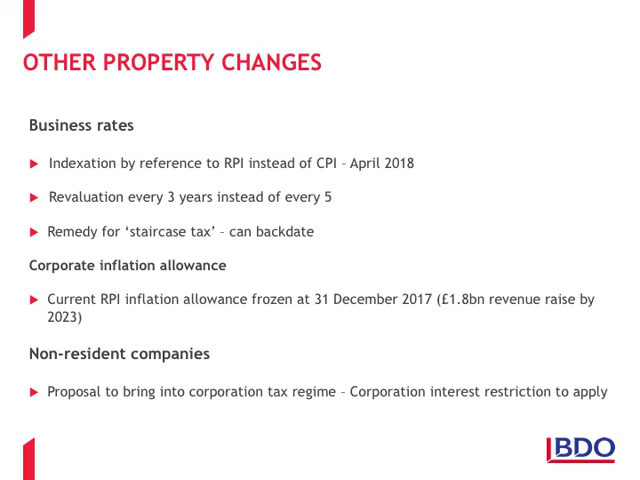 OTHER PROPERTY CHANGES
Business rates
Indexation by reference to RPI instead of CPI – April 2018
Revaluation every 3 years instead of every 5
Remedy for ‘staircase tax’ – can backdate
Corporate inflation allowance
Current RPI inflation allowance frozen at 31 December 2017 (£1.8bn revenue raise by
2023)
Non-resident companies
Proposal to bring into corporation tax regime – Corporation interest restriction to apply
BDO